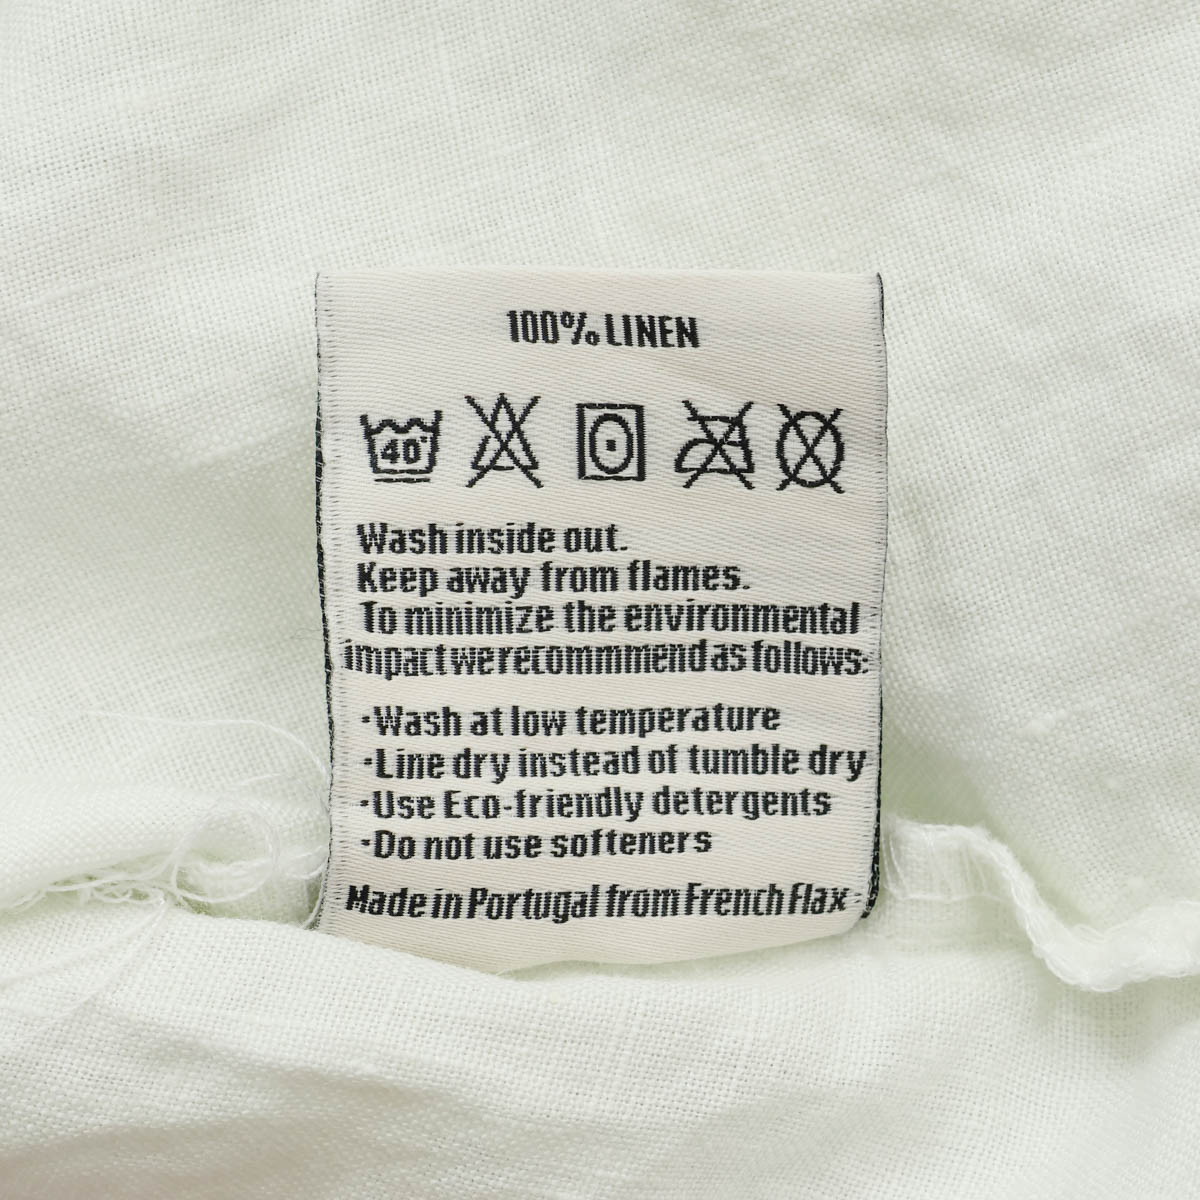 100% LINEN
40°
Wash inside out.
Keep away from flames.
To minimize the environmental
impact we recommmend as follows:
·Wash at low temperature
·Line dry instead of tumble dry
·Use Eco-friendly detergents
·Do not use softeners
Made in Portugal from French Flax